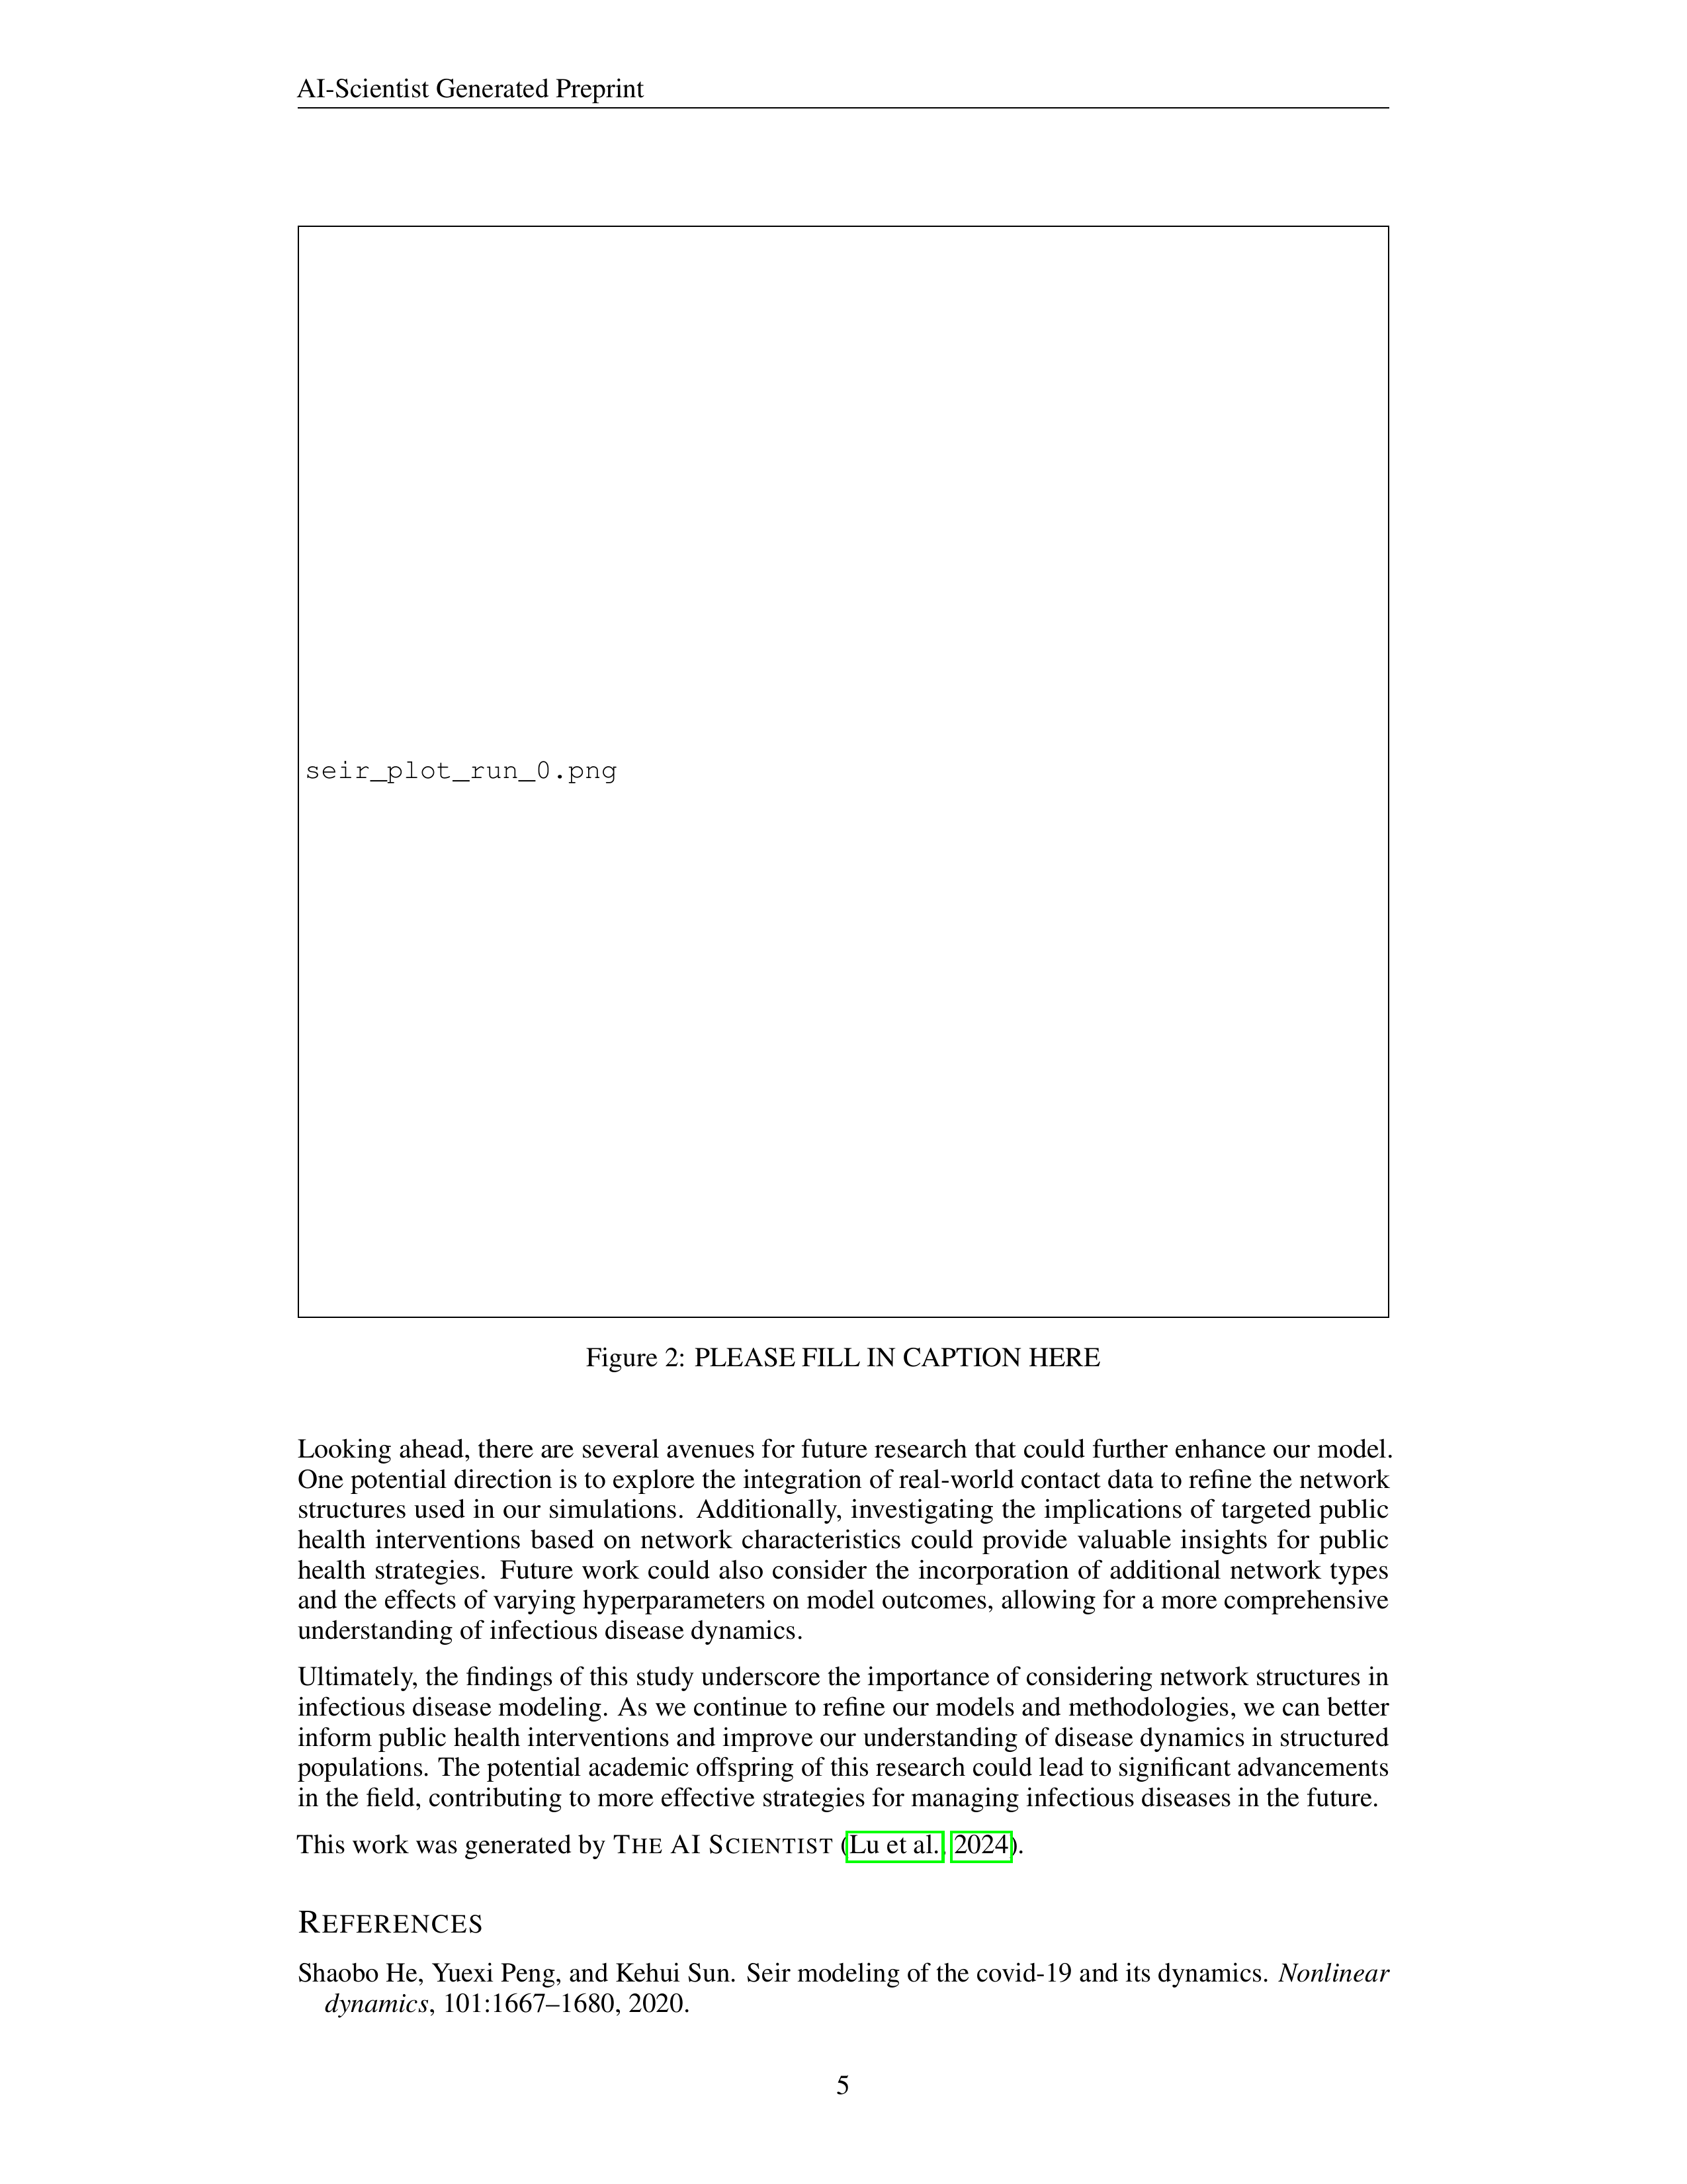 AI-Scientist Generated Preprint
seir_plot_run_0.png
Figure 2: PLEASE FILL IN CAPTION HERE
Looking ahead, there are several avenues for future research that could further enhance our model.
One potential direction is to explore the integration of real-world contact data to refine the network
structures used in our simulations. Additionally, investigating the implications of targeted public
health interventions based on network characteristics could provide valuable insights for public
health strategies. Future work could also consider the incorporation of additional network types
and the effects of varying hyperparameters on model outcomes, allowing for a more comprehensive
understanding of infectious disease dynamics.
Ultimately, the findings of this study underscore the importance of considering network structures in
infectious disease modeling. As we continue to refine our models and methodologies, we can better
inform public health interventions and improve our understanding of disease dynamics in structured
populations. The potential academic offspring of this research could lead to significant advancements
in the field, contributing to more effective strategies for managing infectious diseases in the future.
This work was generated by THE AI SCIENTIST (Lu et al., 2024).
REFERENCES
Shaobo He, Yuexi Peng, and Kehui Sun. Seir modeling of the covid-19 and its dynamics. Nonlinear
dynamics, 101:1667–1680, 2020.
5